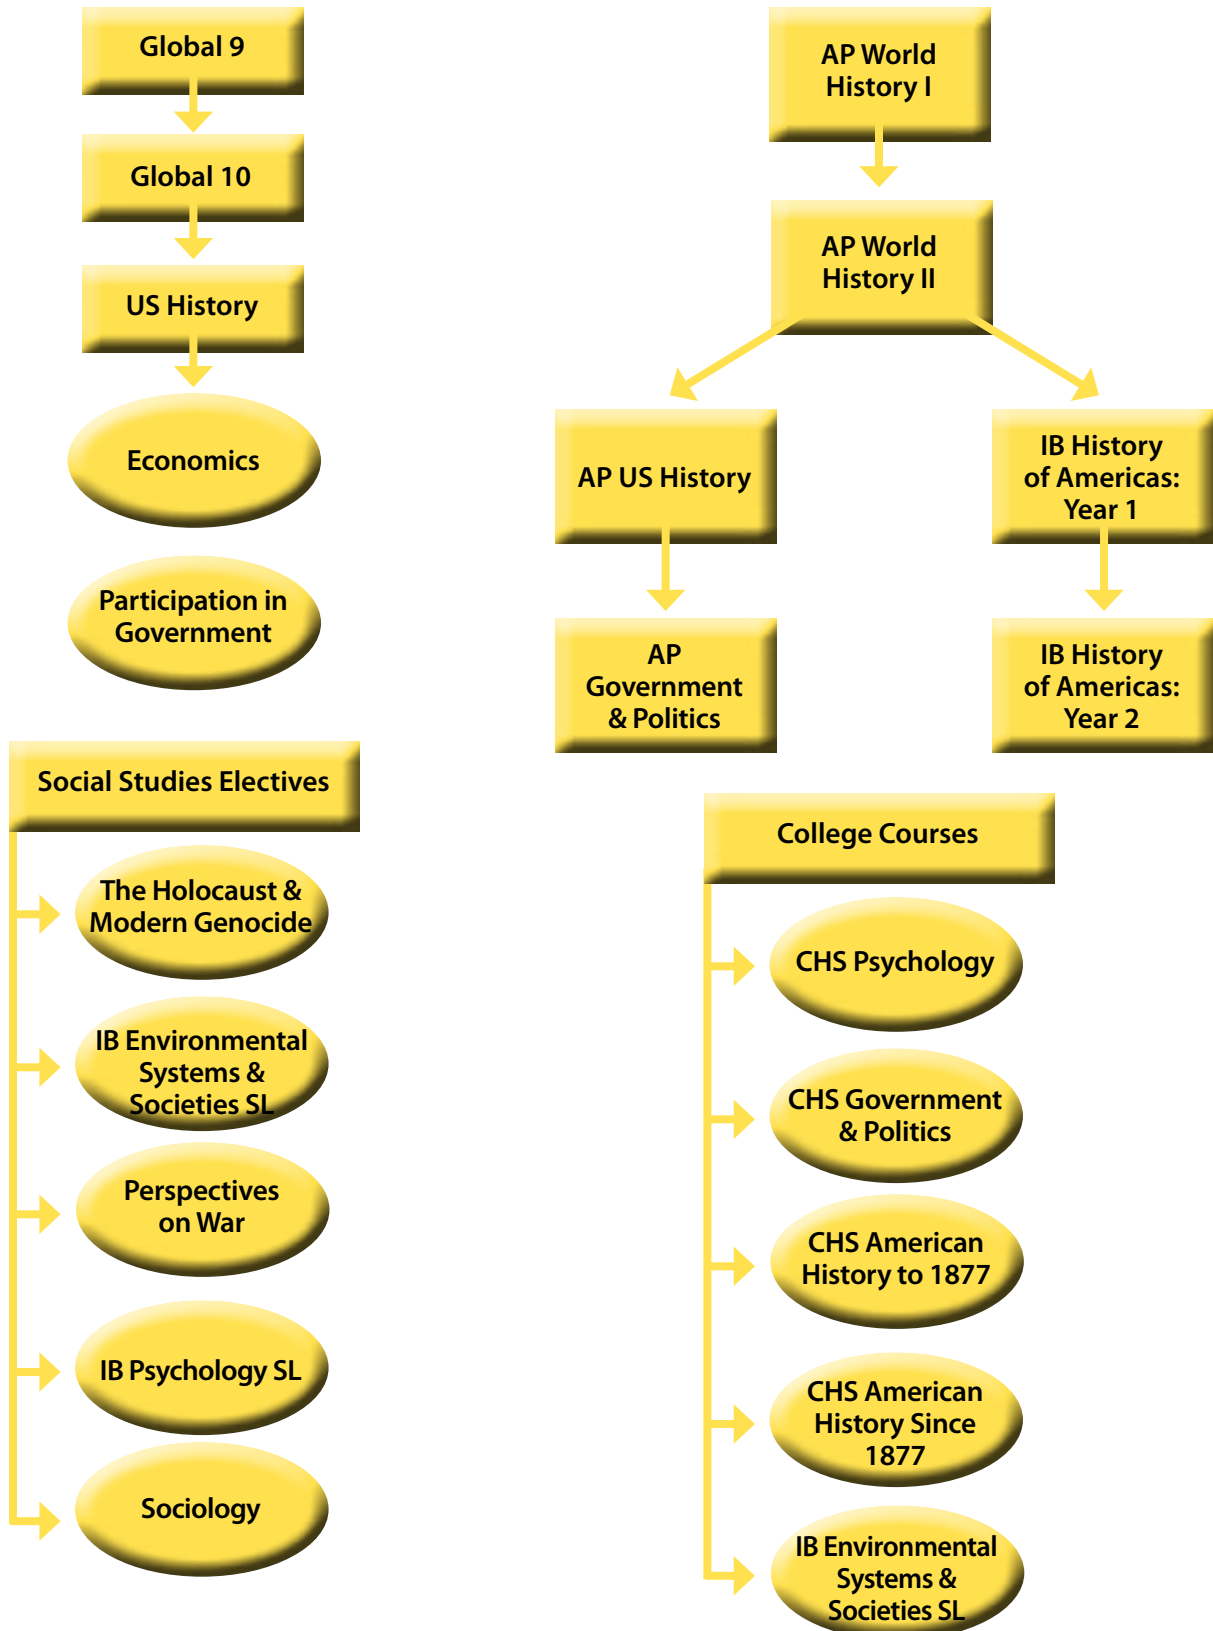 Global 9
Global 10
US History
Economics
Participation in
Government
AP World
History I
AP World
History II
AP US History
AP
Government
& Politics
IB History
of Americas:
Year 1
IB History
of Americas:
Year 2
Social Studies Electives
The Holocaust &
Modern Genocide
IB Environmental
Systems &
Societies SL
Perspectives
on War
IB Psychology SL
Sociology
College Courses
CHS Psychology
CHS Government
& Politics
CHS American
History to 1877
CHS American
History Since
1877
IB Environmental
Systems &
Societies SL